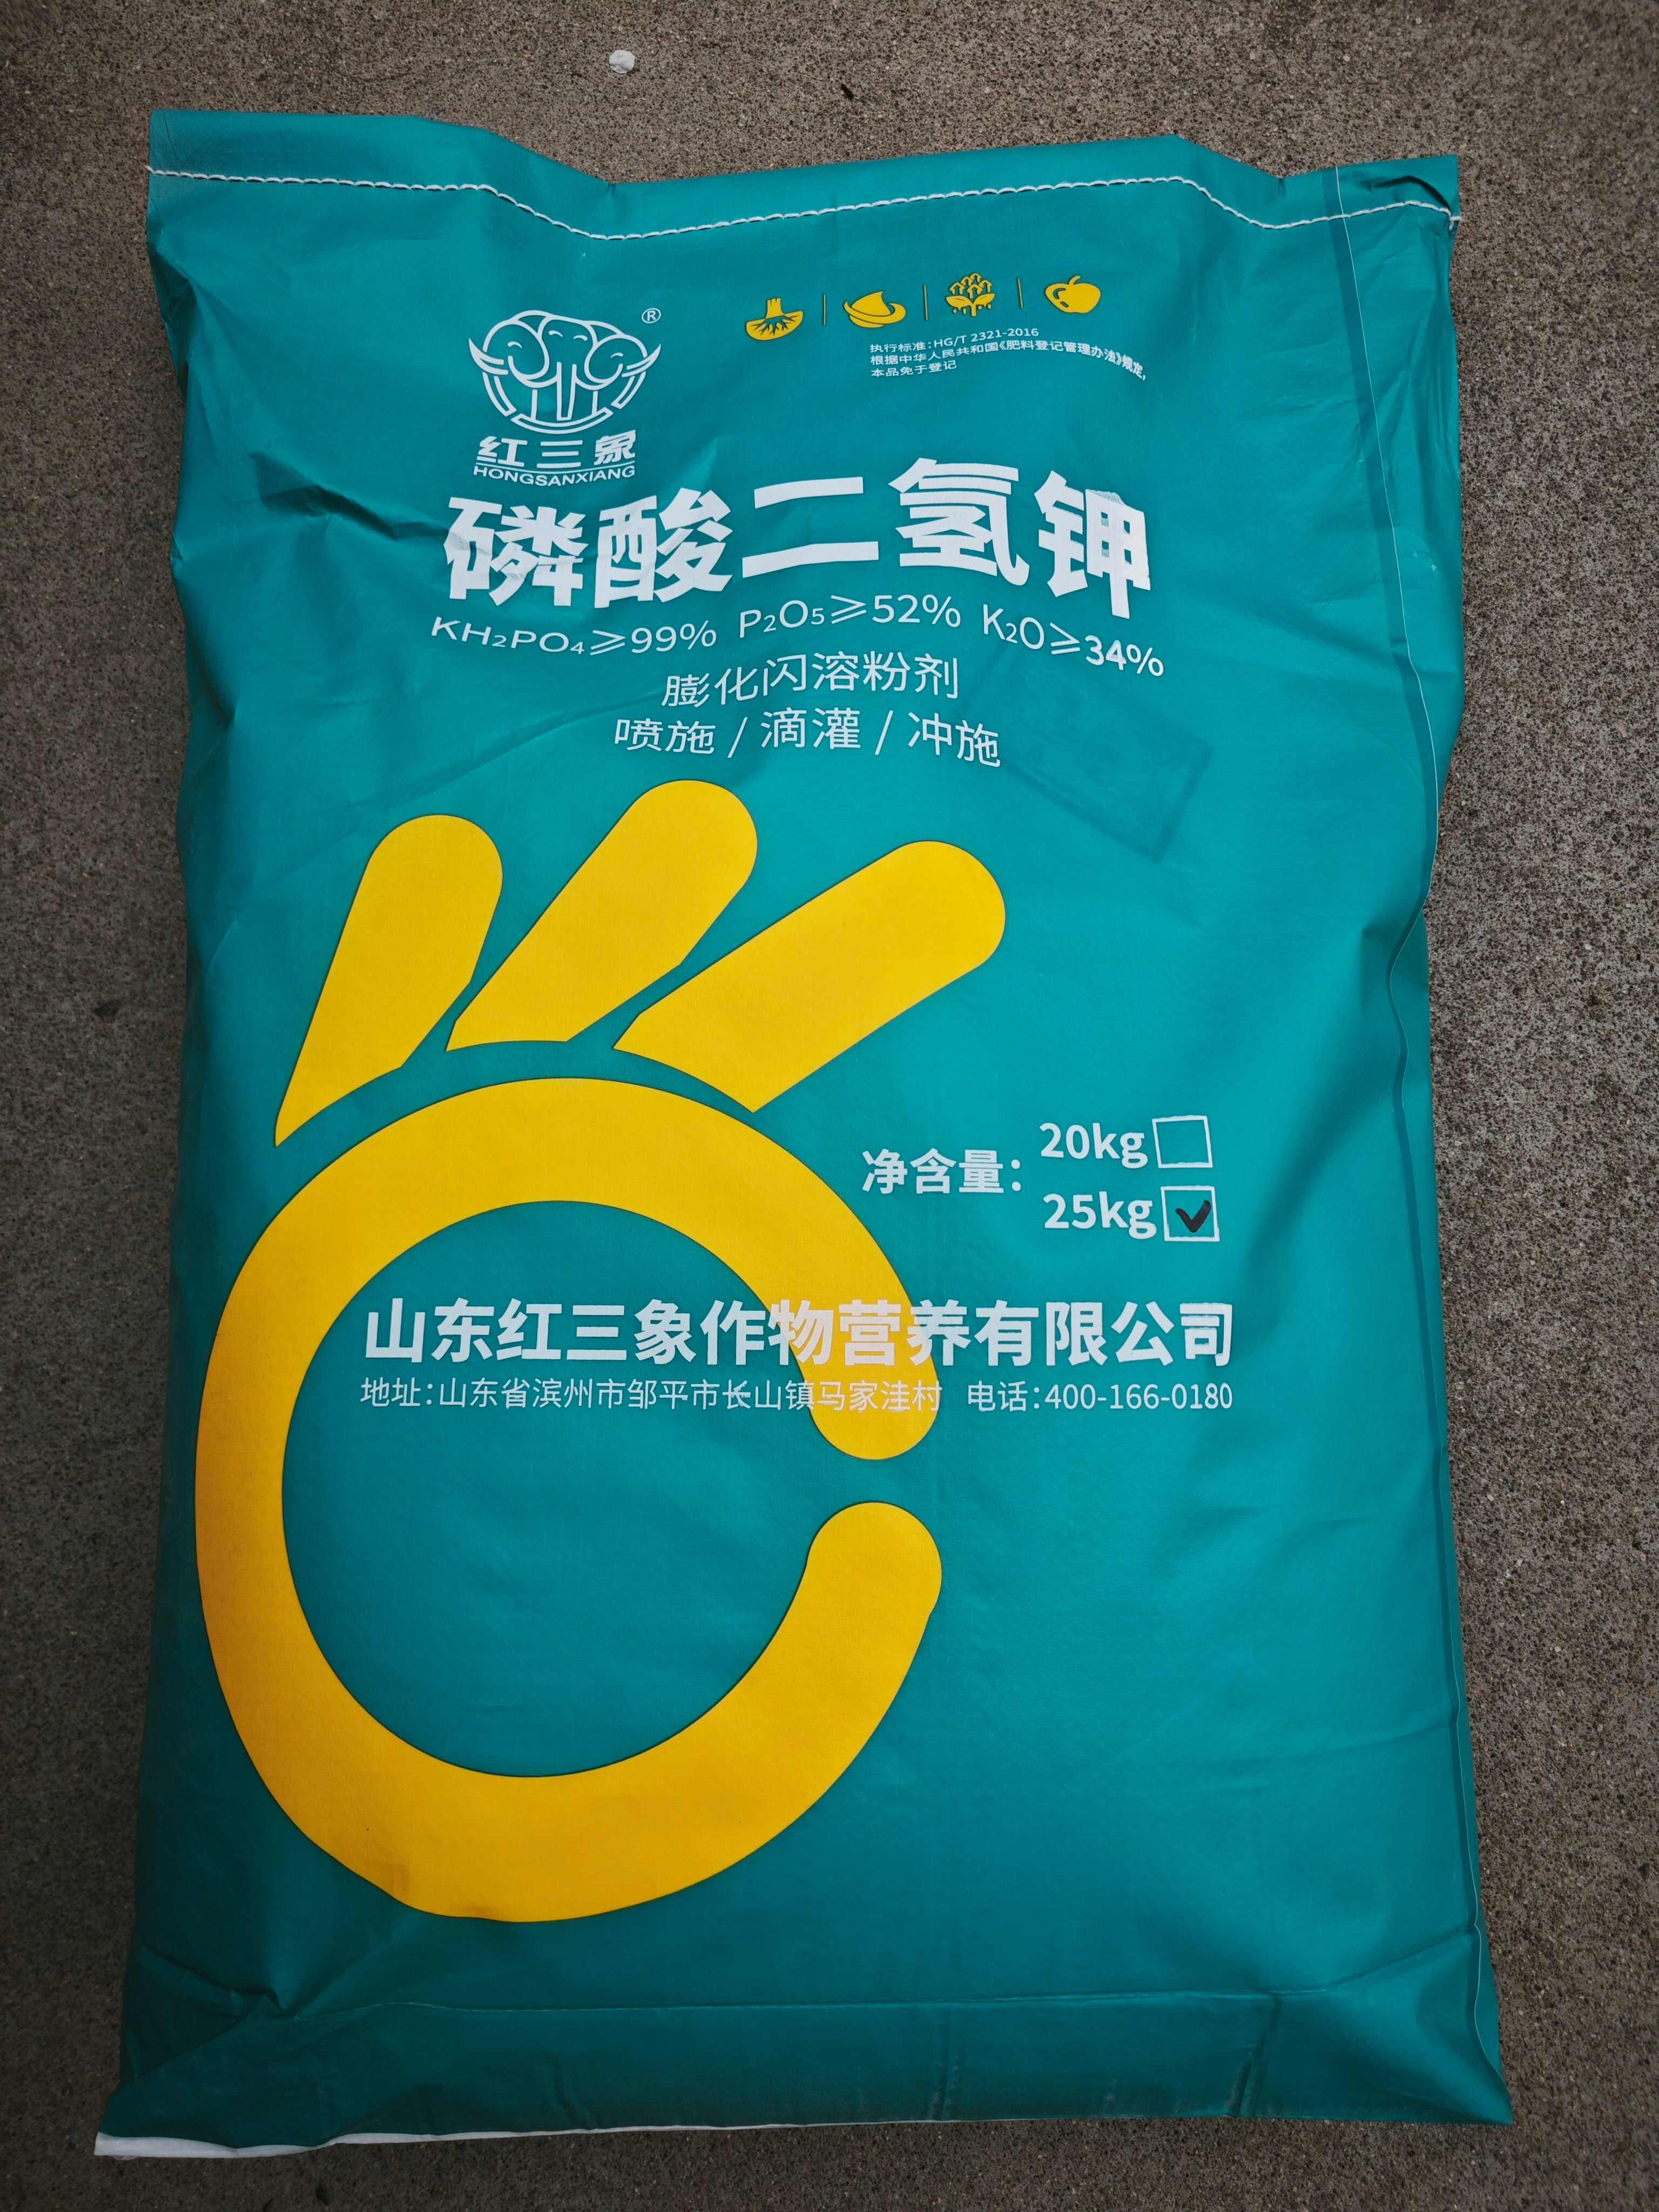 ®
红三象
HONGSANXIANG
执行标准:HG/T 2321-2016
根据中华人民共和国《肥料登记管理办法》规定,
本品免于登记
磷酸二氢钾
KH₂PO₄≥99% P₂O₅≥52% K₂O≥34%
膨化闪溶粉剂
喷施/滴灌/冲施
净含量:
20kg
25kg
山东红三象作物营养有限公司
地址:山东省滨州市邹平市长山镇马家洼村 电话:400-166-0180